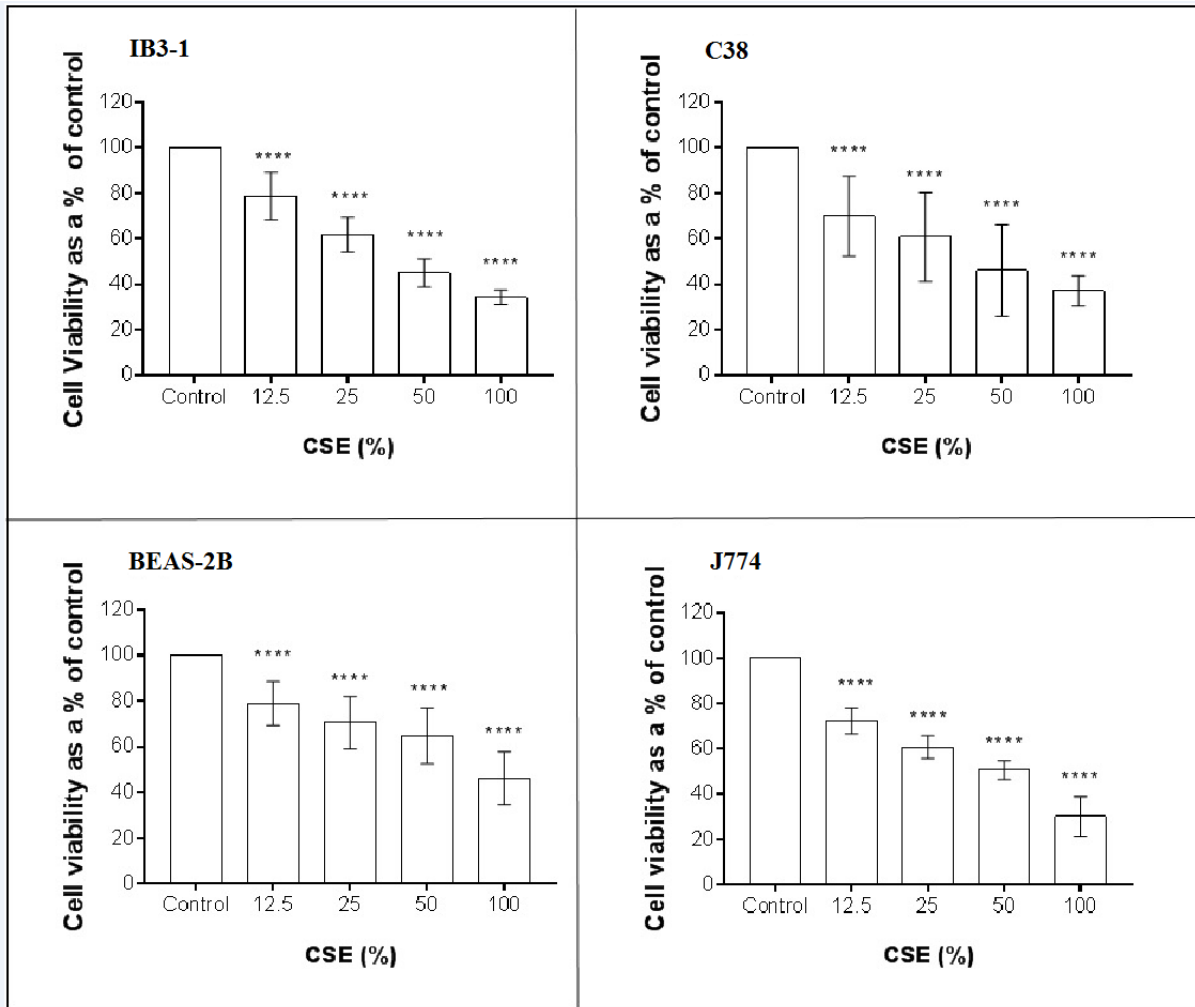 IB3-1
Cell Viability as a % of control
120
100
80
60
40
20
0
****
****
****
****
Control 12.5 25 50 100
CSE (%)
C38
Cell viability as a % of control
120
100
80
60
40
20
0
****
****
****
****
Control 12.5 25 50 100
CSE (%)
BEAS-2B
Cell viability as a % of control
120
100
80
60
40
20
0
****
****
****
****
Control 12.5 25 50 100
CSE (%)
J774
Cell viability as a % of control
120
100
80
60
40
20
0
****
****
****
****
Control 12.5 25 50 100
CSE (%)